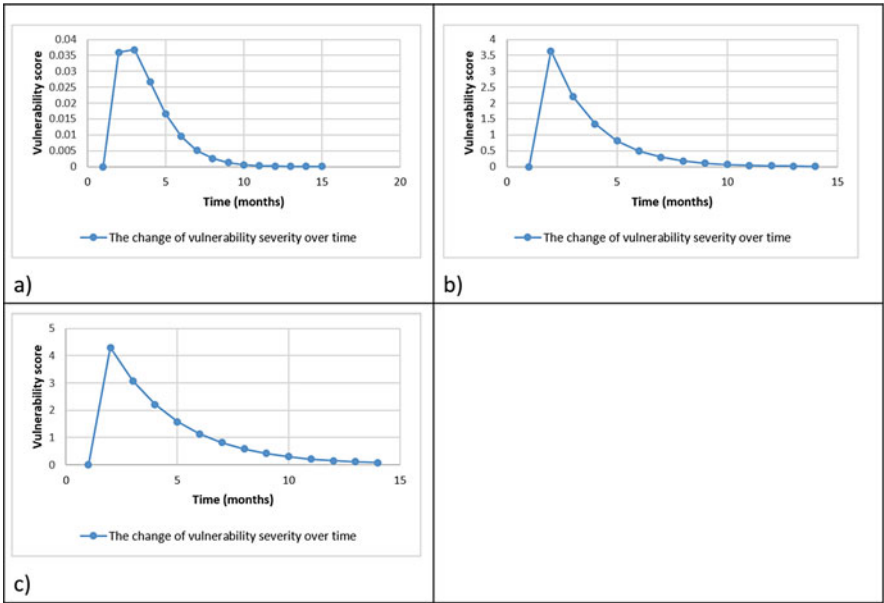 0.04
0.035
0.03
0.025
0.02
0.015
0.01
0.005
0
Vulnerability score
0 5 10 15 20
Time (months)
The change of vulnerability severity over time
a)
4
3.5
3
2.5
2
1.5
1
0.5
0
Vulnerability score
0 5 10 15
Time (months)
The change of vulnerability severity over time
b)
5
4
3
2
1
0
Vulnerability score
0 5 10 15
Time (months)
The change of vulnerability severity over time
c)